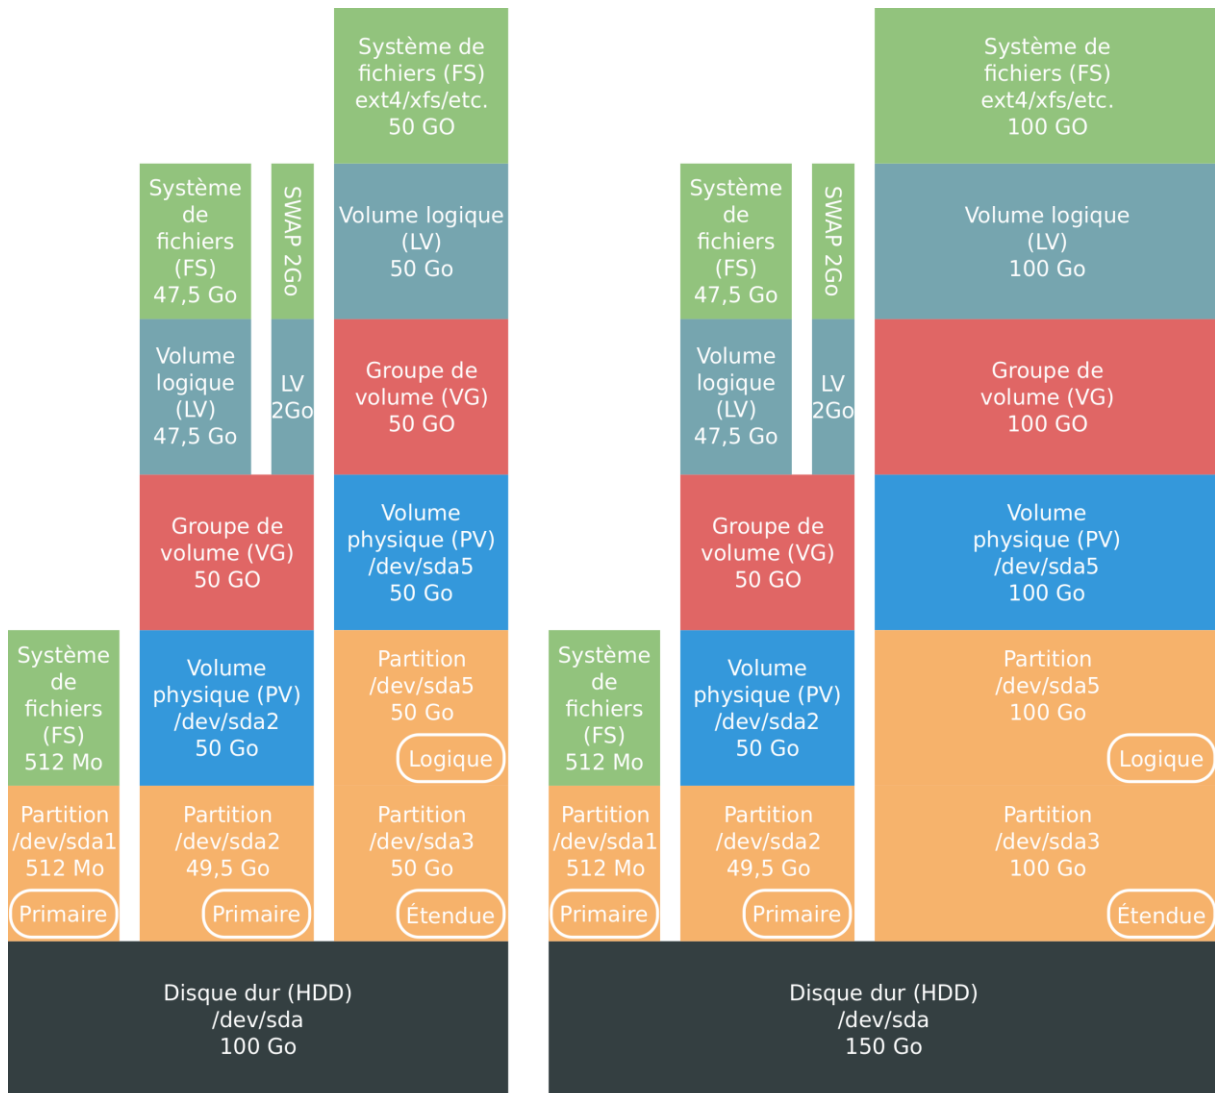 Système de
fichiers (FS)
ext4/xfs/etc.
50 GO
Système
de
fichiers
(FS)
47,5 Go
SWAP 2Go
Volume logique
(LV)
50 Go
Volume
logique
(LV)
47,5 Go
LV
2Go
Groupe de
volume (VG)
50 GO
Groupe de
volume (VG)
50 GO
Volume
physique (PV)
/dev/sda5
50 Go
Système
de
fichiers
(FS)
512 Mo
Volume
physique (PV)
/dev/sda2
50 Go
Partition
/dev/sda5
50 Go
Logique
Partition
/dev/sda1
512 Mo
Primaire
Partition
/dev/sda2
49,5 Go
Primaire
Partition
/dev/sda3
50 Go
Étendue
Disque dur (HDD)
/dev/sda
100 Go
Système de
fichiers (FS)
ext4/xfs/etc.
100 GO
Système
de
fichiers
(FS)
47,5 Go
SWAP 2Go
Volume logique
(LV)
100 Go
Volume
logique
(LV)
47,5 Go
LV
2Go
Groupe de
volume (VG)
100 GO
Groupe de
volume (VG)
50 GO
Volume
physique (PV)
/dev/sda5
100 Go
Système
de
fichiers
(FS)
512 Mo
Volume
physique (PV)
/dev/sda2
50 Go
Partition
/dev/sda5
100 Go
Logique
Partition
/dev/sda1
512 Mo
Primaire
Partition
/dev/sda2
49,5 Go
Primaire
Partition
/dev/sda3
100 Go
Étendue
Disque dur (HDD)
/dev/sda
150 Go